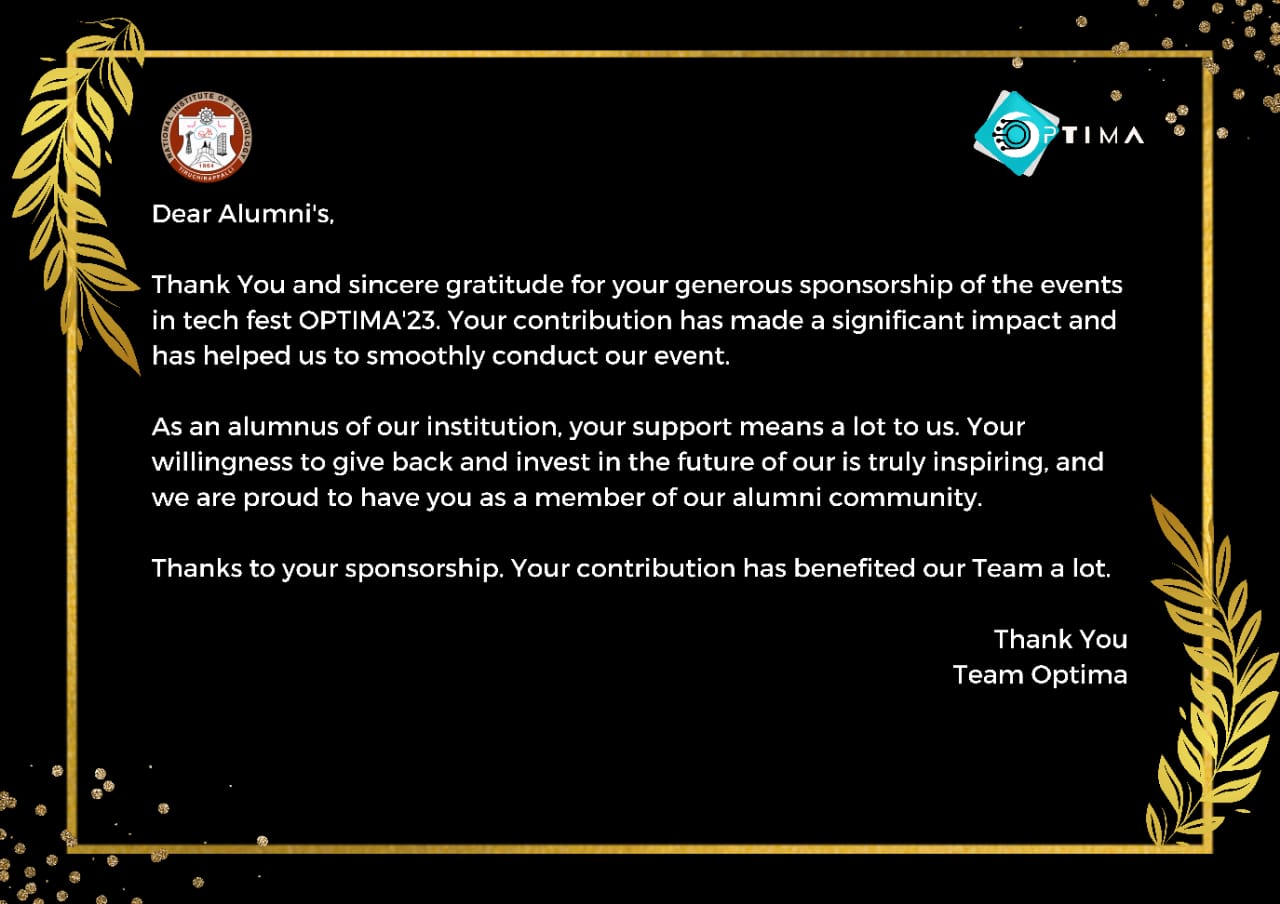 NATIONAL INSTITUTE OF TECHNOLOGY
1964
TIRUCHIRAPPALLI
OPTIMA
Dear Alumni's,
Thank You and sincere gratitude for your generous sponsorship of the events
in tech fest OPTIMA'23. Your contribution has made a significant impact and
has helped us to smoothly conduct our event.
As an alumnus of our institution, your support means a lot to us. Your
willingness to give back and invest in the future of our is truly inspiring, and
we are proud to have you as a member of our alumni community.
Thanks to your sponsorship. Your contribution has benefited our Team a lot.
Thank You
Team Optima